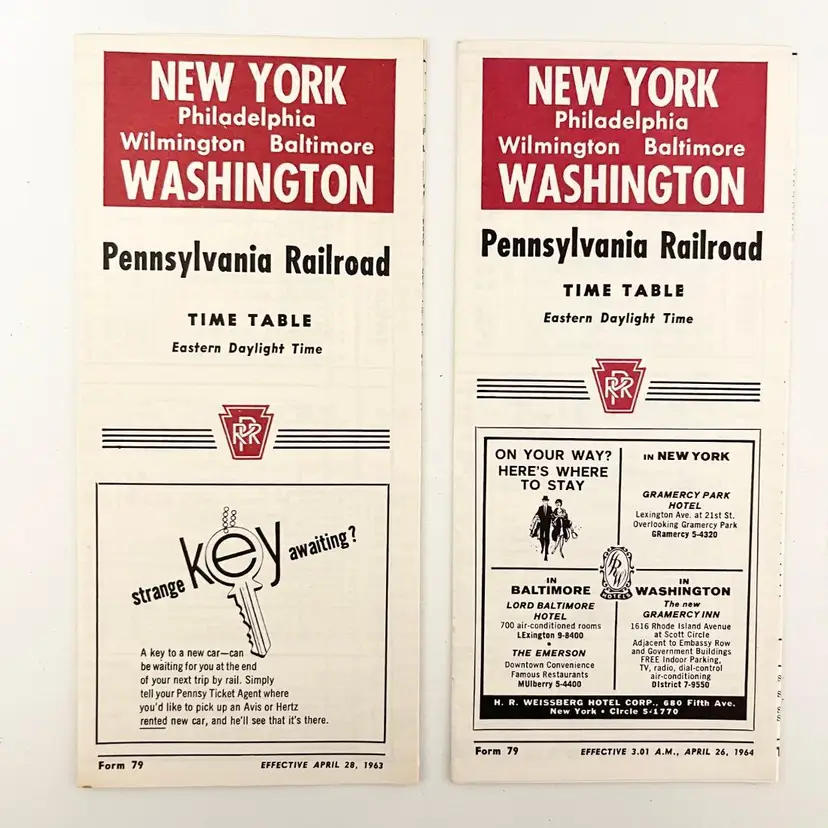 NEW YORK
Philadelphia
Wilmington Baltimore
WASHINGTON
Pennsylvania Railroad
TIME TABLE
Eastern Daylight Time
PRR
strange key awaiting?
A key to a new car—can
be waiting for you at the end
of your next trip by rail. Simply
tell your Pennsy Ticket Agent where
you'd like to pick up an Avis or Hertz
rented new car, and he'll see that it's there.
Form 79 EFFECTIVE APRIL 28, 1963
NEW YORK
Philadelphia
Wilmington Baltimore
WASHINGTON
Pennsylvania Railroad
TIME TABLE
Eastern Daylight Time
PRR
ON YOUR WAY?
HERE'S WHERE
TO STAY
IN NEW YORK
GRAMERCY PARK
HOTEL
Lexington Ave. at 21st St.
Overlooking Gramercy Park
GRamercy 5-4320
HRW
HOTELS
IN
BALTIMORE
LORD BALTIMORE
HOTEL
700 air-conditioned rooms
LExington 9-8400
•
THE EMERSON
Downtown Convenience
Famous Restaurants
MUlberry 5-4400
IN
WASHINGTON
The new
GRAMERCY INN
1616 Rhode Island Avenue
at Scott Circle
Adjacent to Embassy Row
and Government Buildings
FREE Indoor Parking,
TV, radio, dial-control
air-conditioning
DIstrict 7-9550
H. R. WEISSBERG HOTEL CORP., 680 Fifth Ave.
New York • CIrcle 5-1770
Form 79 EFFECTIVE 3.01 A.M., APRIL 26, 1964